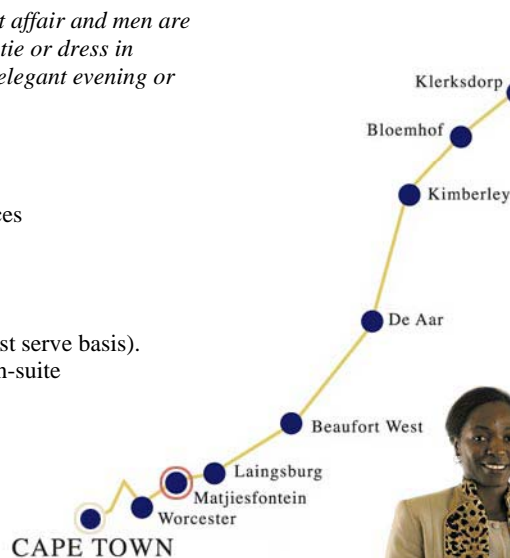 t affair and men are
tie or dress in
elegant evening or
Klerksdorp
Bloemhof
Kimberley
ces
De Aar
st serve basis).
n-suite
Beaufort West
Laingsburg
Matjiesfontein
Worcester
CAPE TOWN